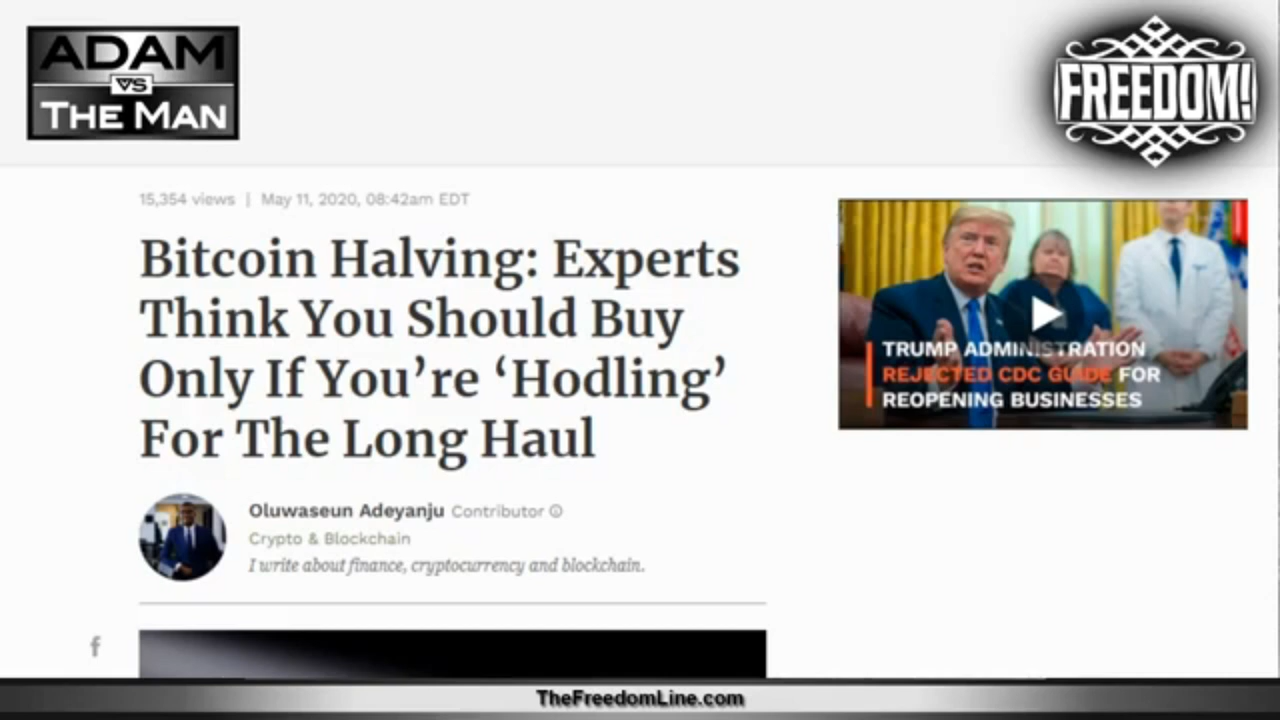 ADAM
VS
THE MAN
FREEDOM!
15,354 views | May 11, 2020, 08:42am EDT
Bitcoin Halving: Experts
Think You Should Buy
Only If You’re ‘Hodling’
For The Long Haul
TRUMP ADMINISTRATION
REJECTED CDC GUIDE FOR
REOPENING BUSINESSES
Oluwaseun Adeyanju Contributor
Crypto & Blockchain
I write about finance, cryptocurrency and blockchain.
f
TheFreedomLine.com